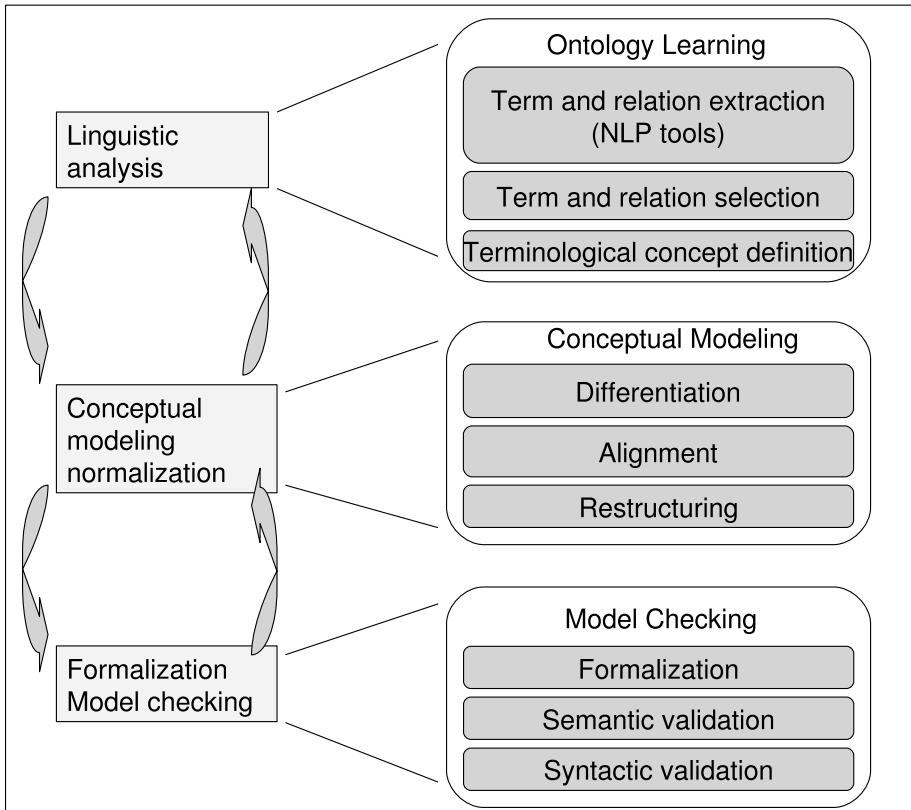 Linguistic
analysis
Ontology Learning
Term and relation extraction
(NLP tools)
Term and relation selection
Terminological concept definition
Conceptual
modeling
normalization
Conceptual Modeling
Differentiation
Alignment
Restructuring
Formalization
Model checking
Model Checking
Formalization
Semantic validation
Syntactic validation